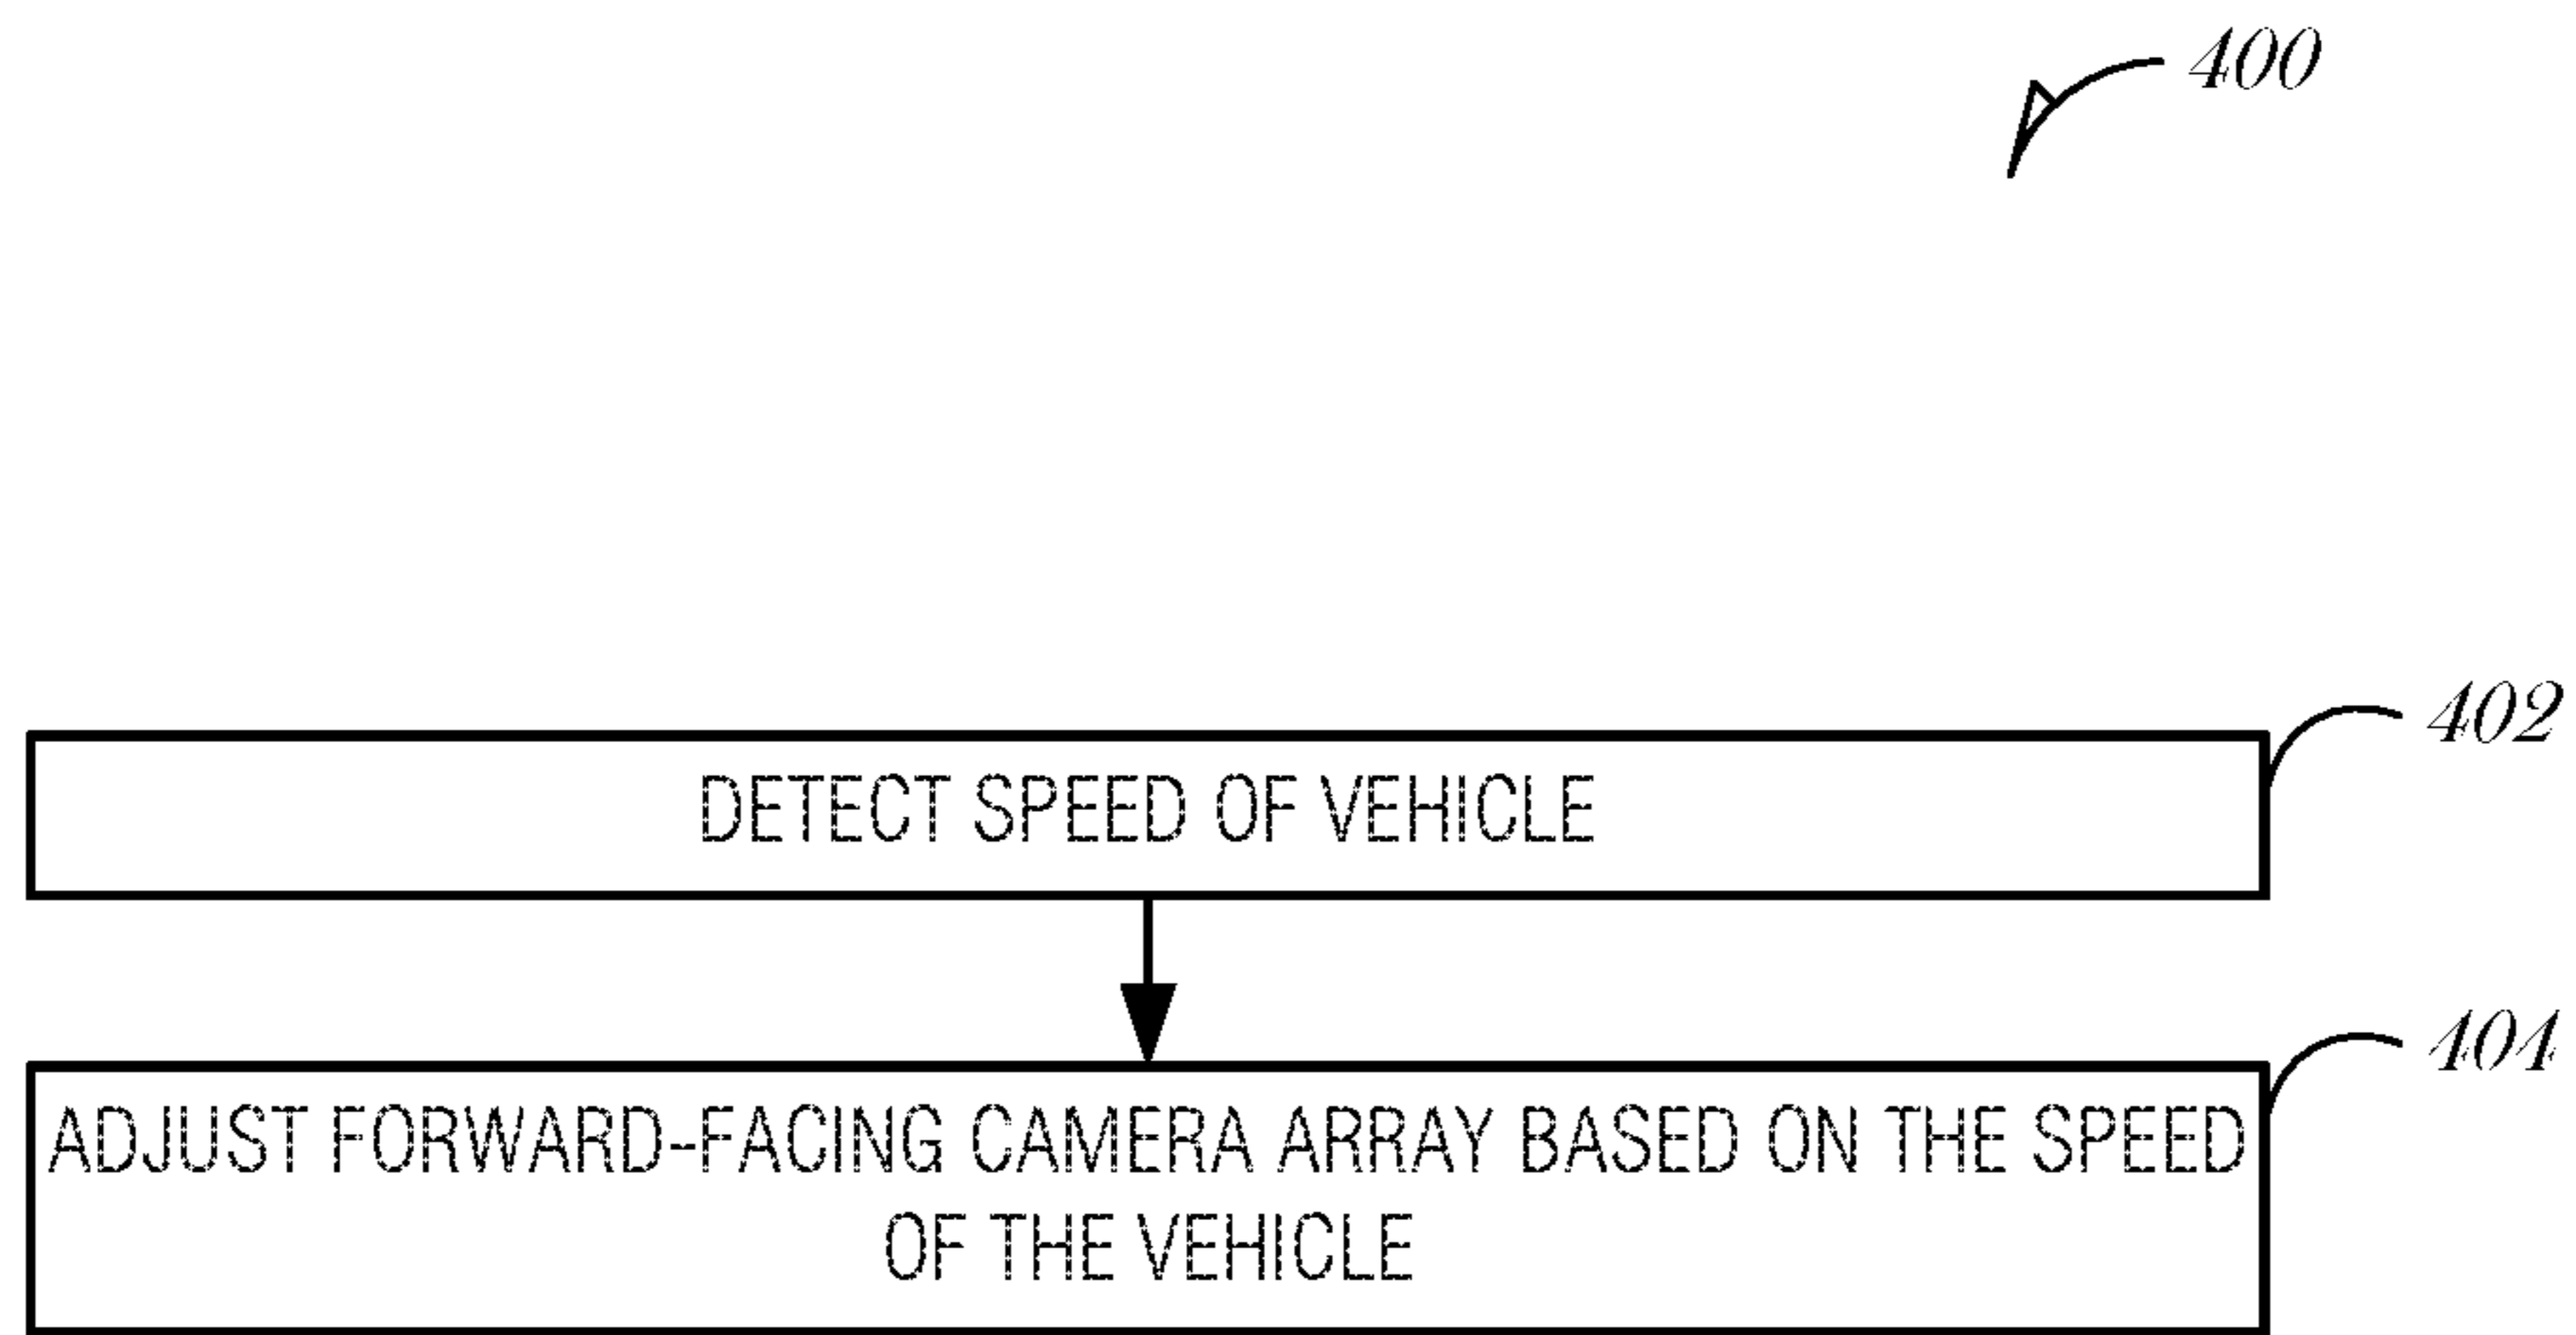 400
402
DETECT SPEED OF VEHICLE
404
ADJUST FORWARD-FACING CAMERA ARRAY BASED ON THE SPEED
OF THE VEHICLE